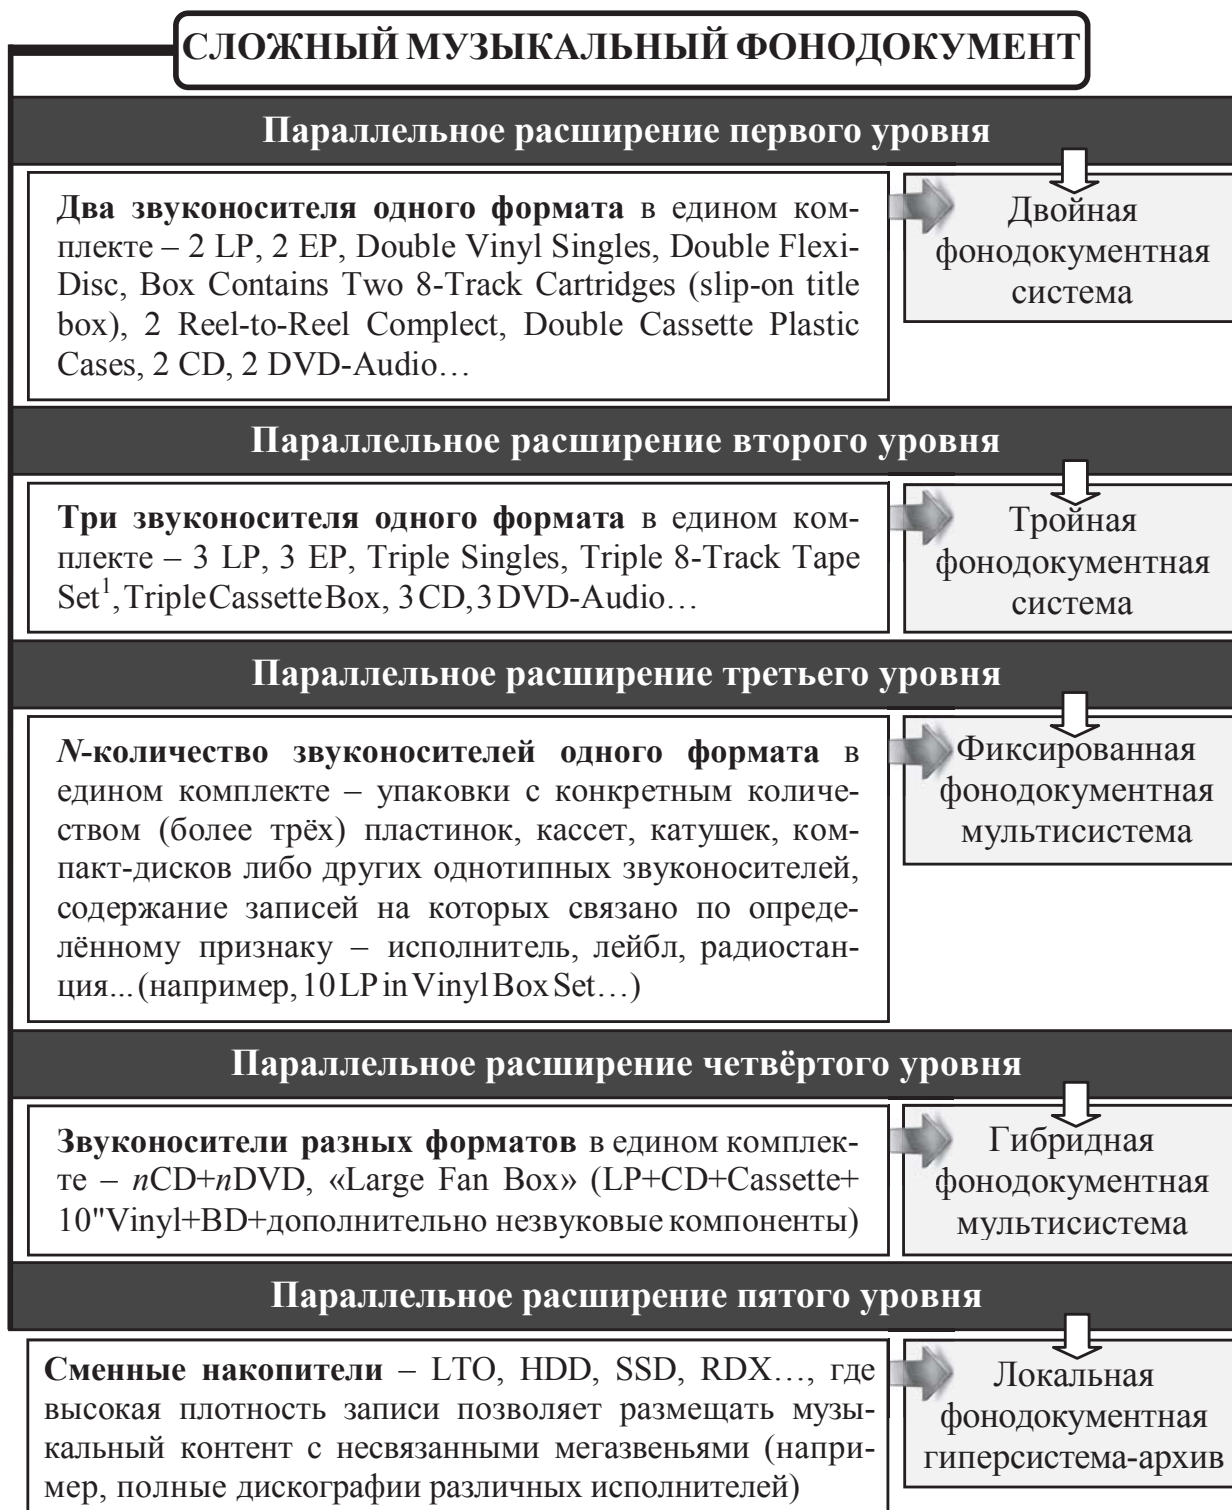 СЛОЖНЫЙ МУЗЫКАЛЬНЫЙ ФОНОДОКУМЕНТ
Параллельное расширение первого уровня
Два звуконосителя одного формата в едином ком-
плекте – 2 LP, 2 EP, Double Vinyl Singles, Double Flexi-
Disc, Box Contains Two 8-Track Cartridges (slip-on title
box), 2 Reel-to-Reel Complect, Double Cassette Plastic
Cases, 2 CD, 2 DVD-Audio…
Двойная
фонодокументная
система
Параллельное расширение второго уровня
Три звуконосителя одного формата в едином ком-
плекте – 3 LP, 3 EP, Triple Singles, Triple 8-Track Tape
Set¹, Triple Cassette Box, 3 CD, 3 DVD-Audio…
Тройная
фонодокументная
система
Параллельное расширение третьего уровня
N-количество звуконосителей одного формата в
едином комплекте – упаковки с конкретным количе-
ством (более трёх) пластинок, кассет, катушек, ком-
пакт-дисков либо других однотипных звуконосителей,
содержание записей на которых связано по опреде-
лённому признаку – исполнитель, лейбл, радиостан-
ция... (например, 10 LP in Vinyl Box Set…)
Фиксированная
фонодокументная
мультисистема
Параллельное расширение четвёртого уровня
Звуконосители разных форматов в едином комплек-
те – nCD+nDVD, «Large Fan Box» (LP+CD+Cassette+
10"Vinyl+BD+дополнительно незвуковые компоненты)
Гибридная
фонодокументная
мультисистема
Параллельное расширение пятого уровня
Сменные накопители – LTO, HDD, SSD, RDX…, где
высокая плотность записи позволяет размещать музы-
кальный контент с несвязанными мегазвеньями (напри-
мер, полные дискографии различных исполнителей)
Локальная
фонодокументная
гиперсистема-архив